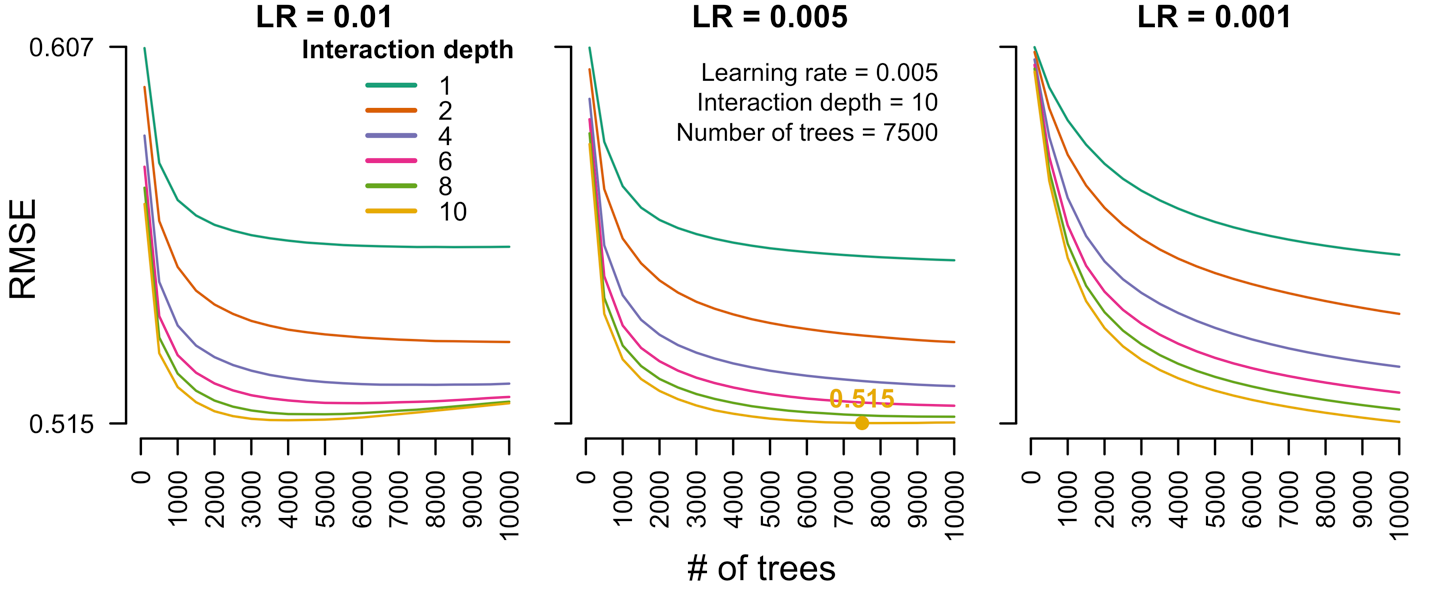 LR = 0.01
LR = 0.005
LR = 0.001
RMSE
0.607
0.515
Interaction depth
1
2
4
6
8
10
Learning rate = 0.005
Interaction depth = 10
Number of trees = 7500
0.515
0 1000 2000 3000 4000 5000 6000 7000 8000 9000 10000
0 1000 2000 3000 4000 5000 6000 7000 8000 9000 10000
0 1000 2000 3000 4000 5000 6000 7000 8000 9000 10000
# of trees